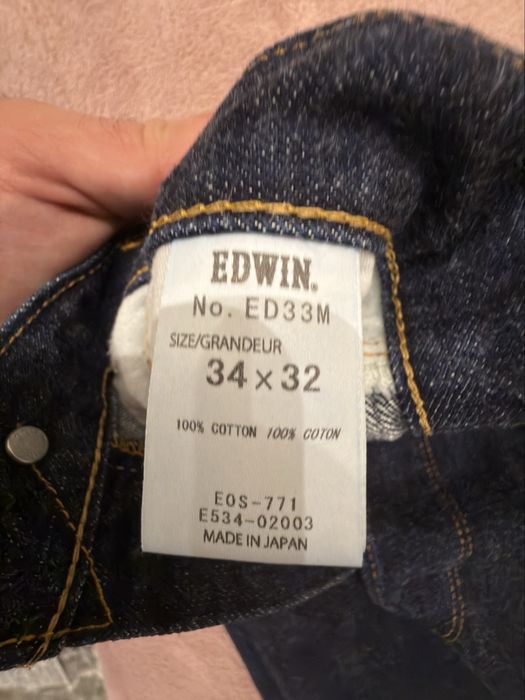 EDWIN.
No. ED33M
SIZE/GRANDEUR
34 × 32
100% COTTON 100% COTON
EOS-771
E534-02003
MADE IN JAPAN